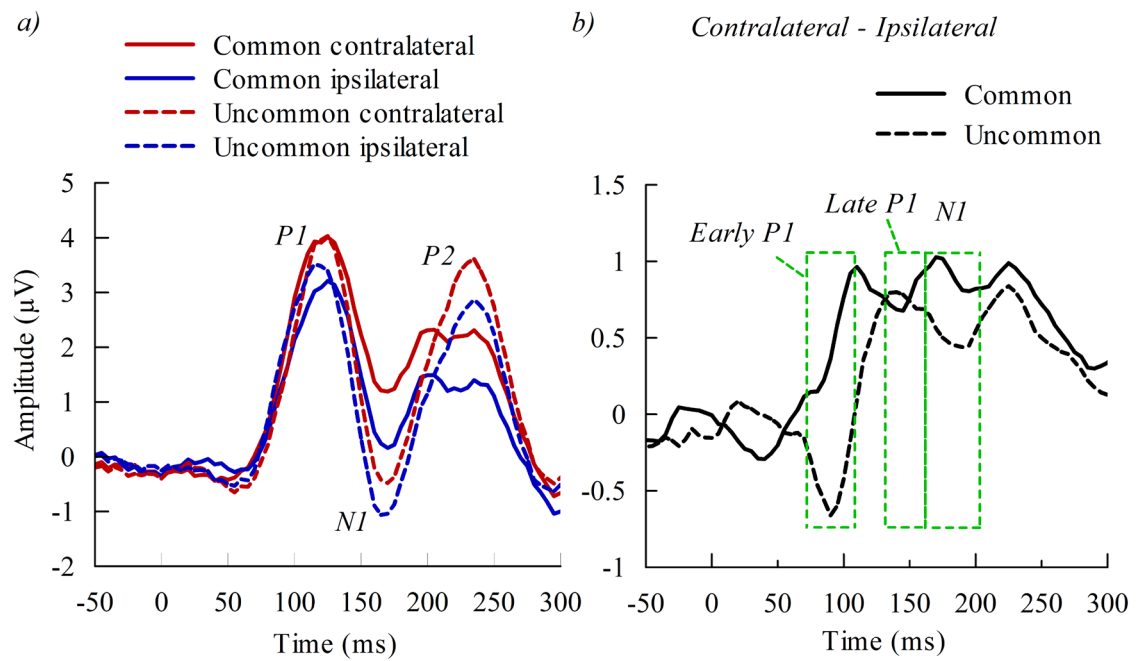 a)
Common contralateral
Common ipsilateral
Uncommon contralateral
Uncommon ipsilateral
Amplitude (µV)
5
4
3
2
1
0
-1
-2
P1
P2
N1
-50 0 50 100 150 200 250 300
Time (ms)
b) Contralateral - Ipsilateral
Common
Uncommon
1.5
1
0.5
0
-0.5
-1
Early P1
Late P1
N1
-50 0 50 100 150 200 250 300
Time (ms)